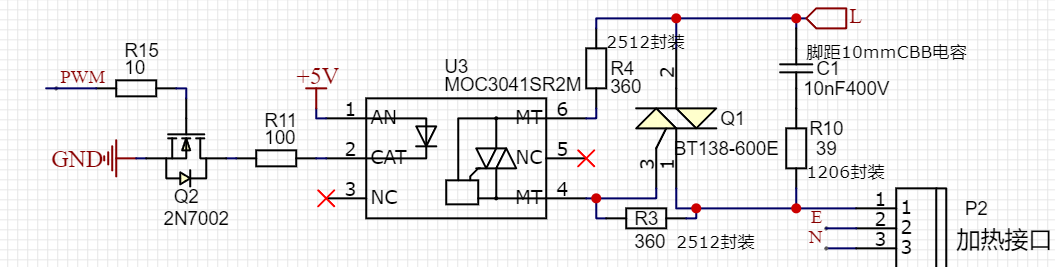 L
2512封装
脚距10mmCBB电容
R15
10
PWM
+5V
U3
MOC3041SR2M
R4
360
2
C1
10nF400V
1
AN
MT
6
Q1
BT138-600E
R11
100
R10
39
GND
2
CAT
NC
5
3
1
1206封装
Q2
2N7002
3
NC
MT
4
R3
360
2512封装
E
N
1
2
3
1
2
3
P2
加热接口